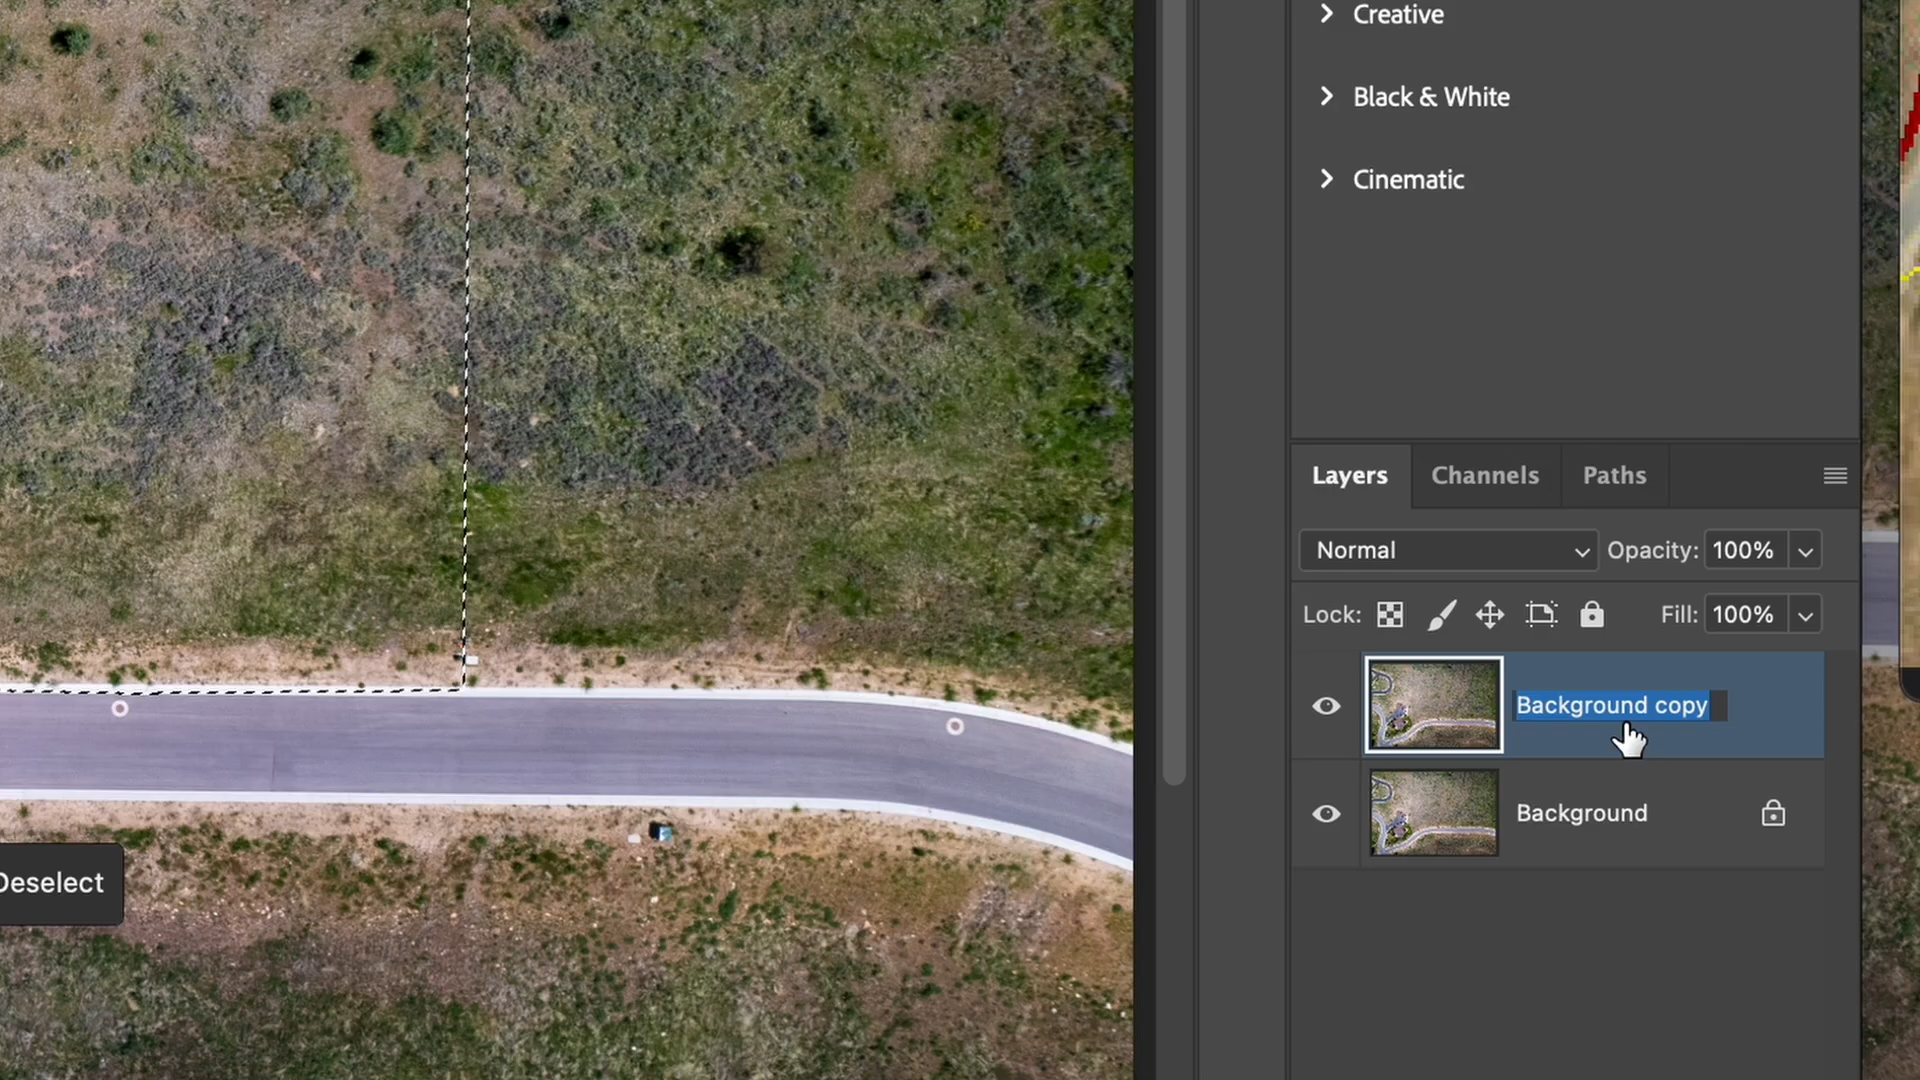 Creative
Black & White
Cinematic
Layers
Channels
Paths
Normal
Opacity: 100%
Lock:
Fill: 100%
Background copy
Background
Deselect